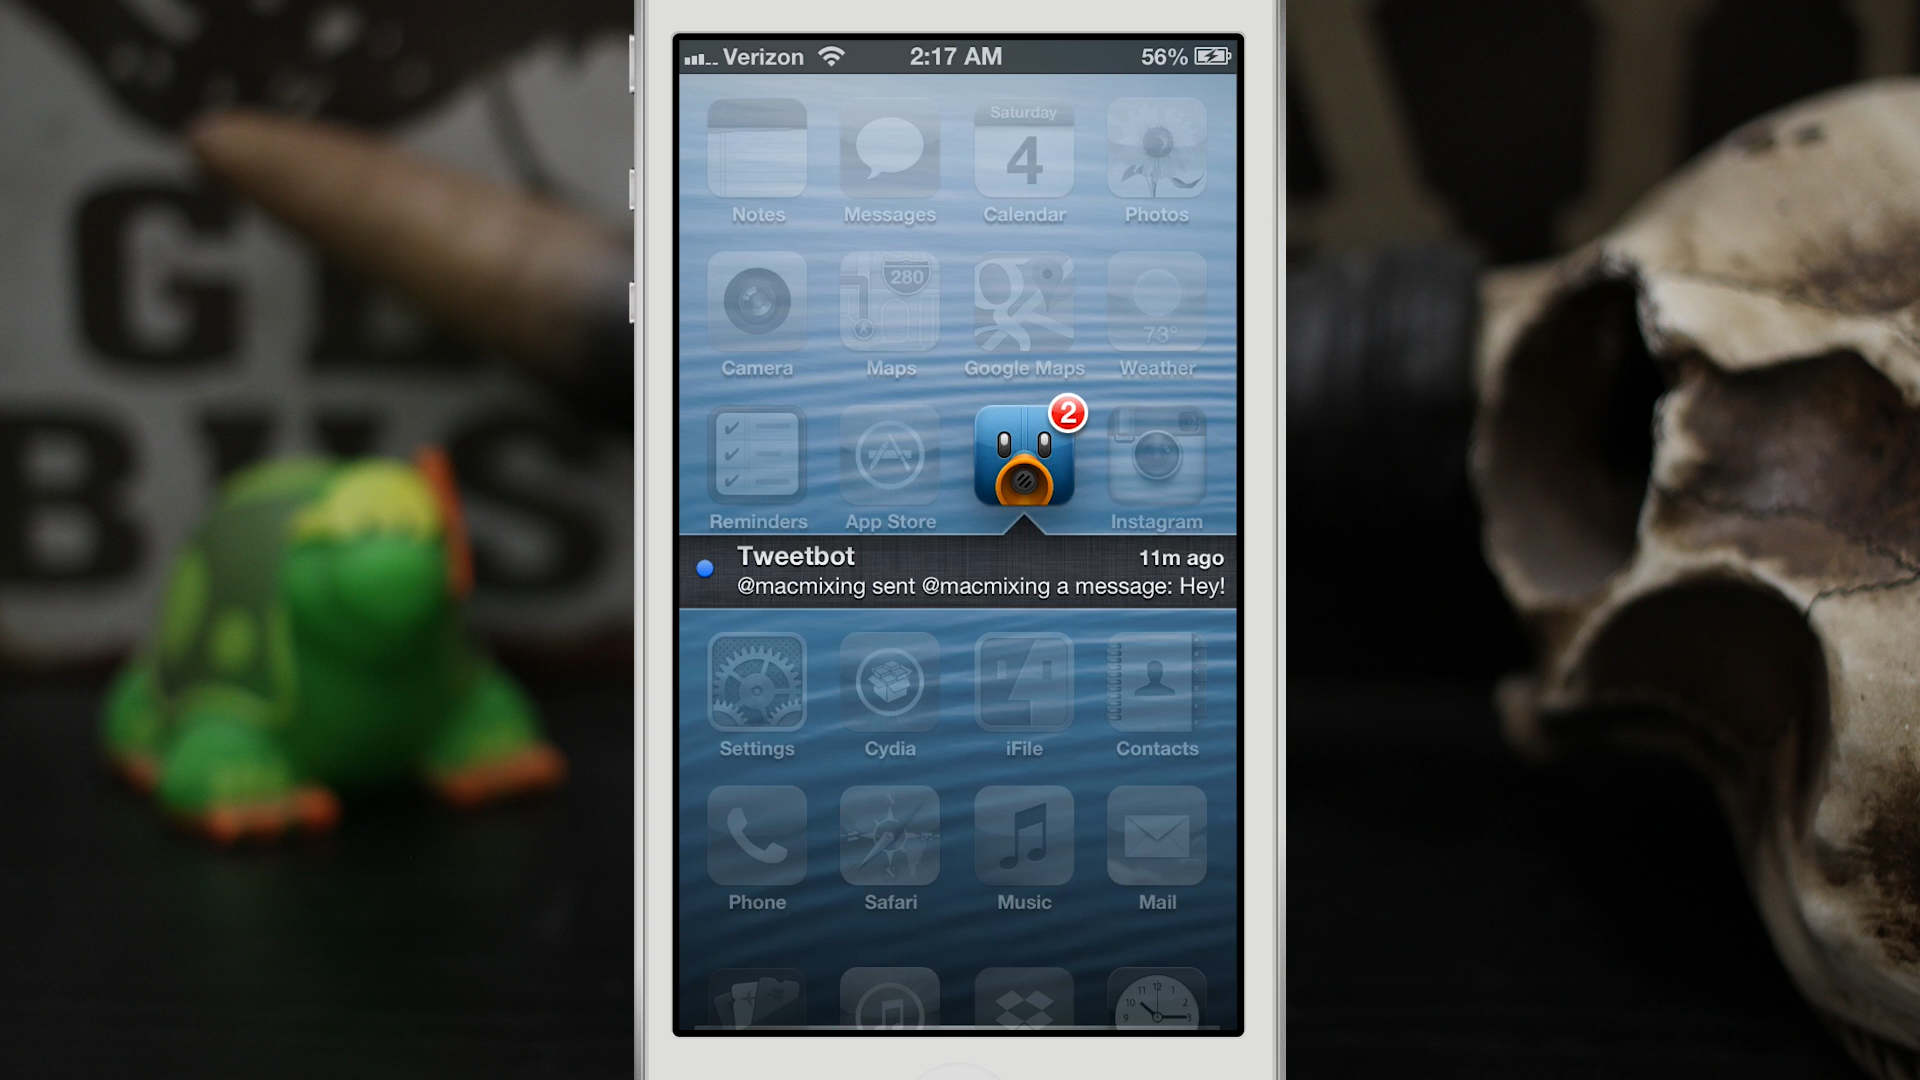 Verizon 2:17 AM 56%
Saturday
4
280
73°
Notes Messages Calendar Photos
Camera Maps Google Maps Weather
2
Reminders App Store Instagram
Tweetbot 11m ago
@macmixing sent @macmixing a message: Hey!
Settings Cydia iFile Contacts
Phone Safari Music Mail